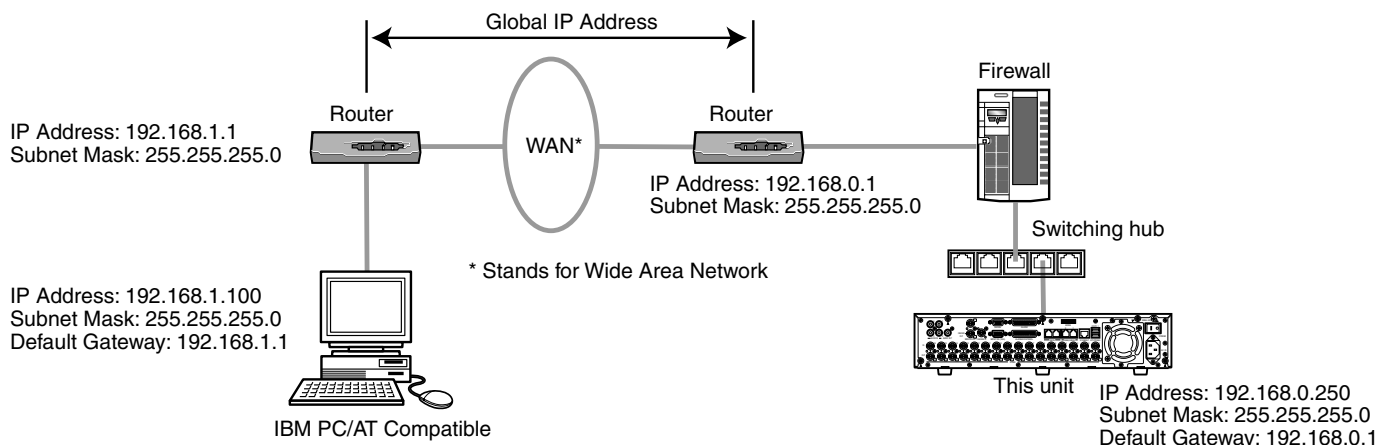 Global IP Address
Firewall
Router
Router
IP Address: 192.168.1.1
Subnet Mask: 255.255.255.0
WAN*
IP Address: 192.168.0.1
Subnet Mask: 255.255.255.0
Switching hub
* Stands for Wide Area Network
IP Address: 192.168.1.100
Subnet Mask: 255.255.255.0
Default Gateway: 192.168.1.1
This unit
IP Address: 192.168.0.250
Subnet Mask: 255.255.255.0
Default Gateway: 192.168.0.1
IBM PC/AT Compatible